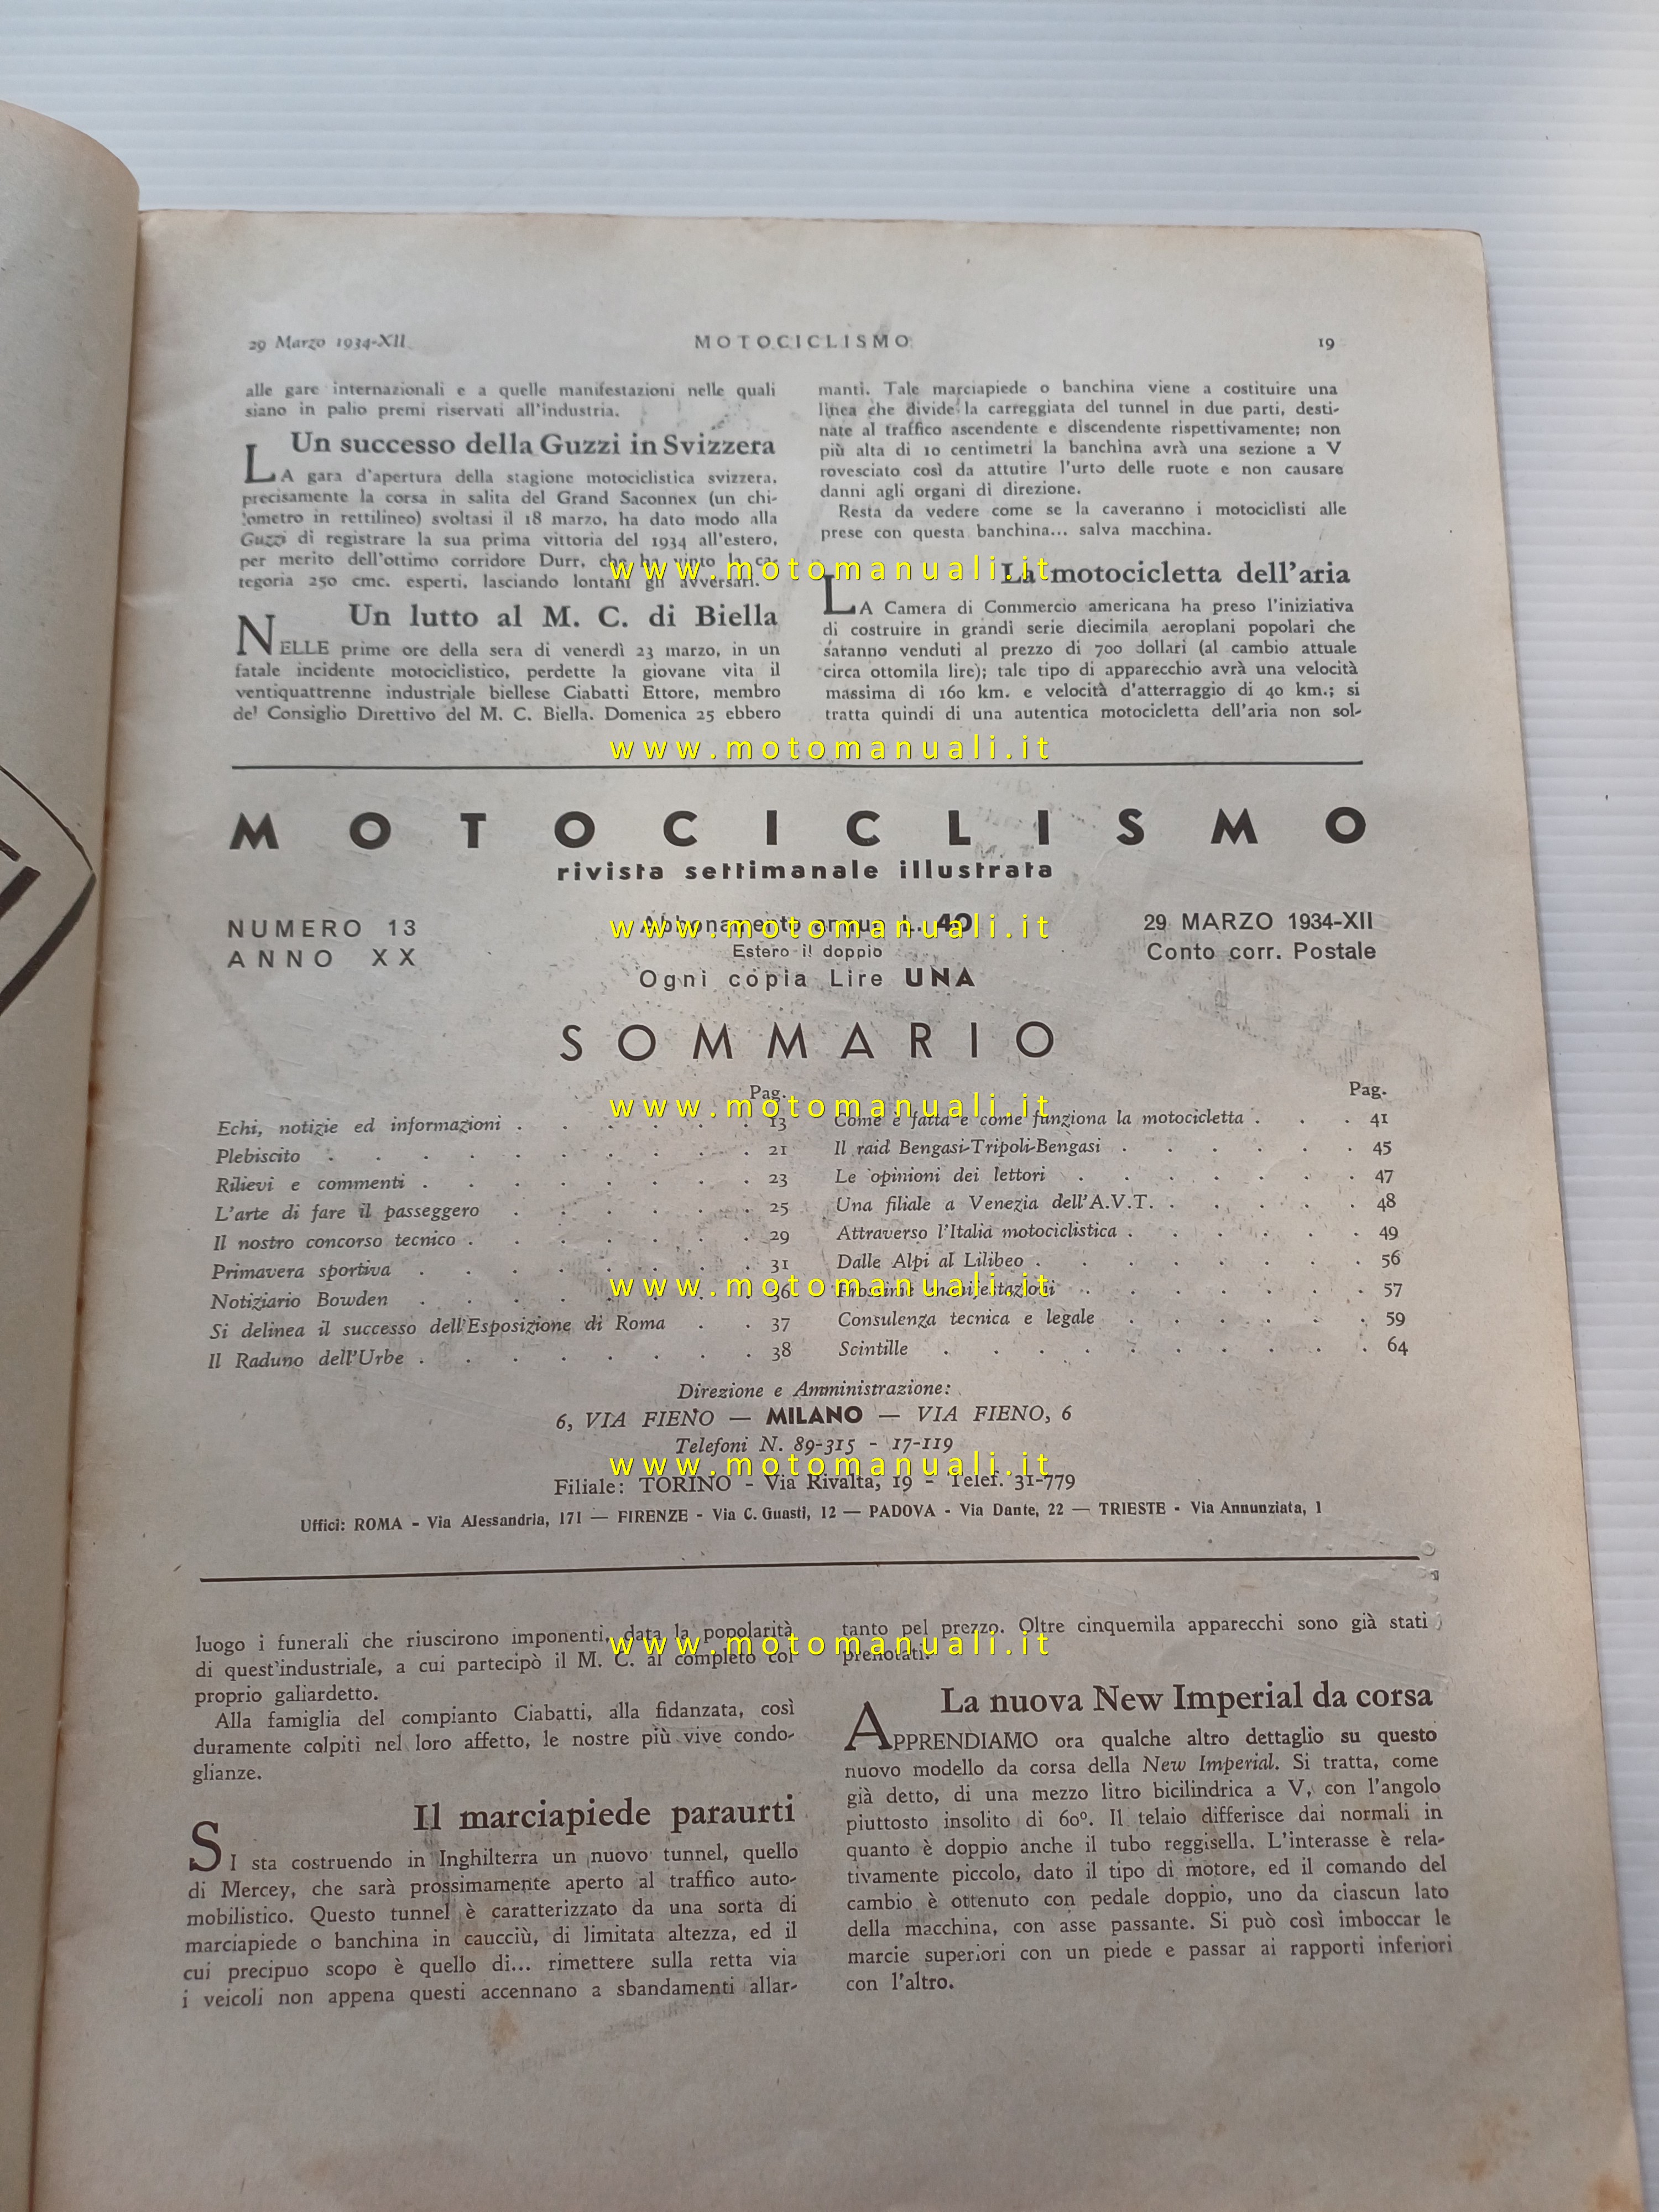 29 Marzo 1934-XII
MOTOCICLISMO
19
alle gare internazionali e a quelle manifestazioni nelle quali
siano in palio premi riservati all'industria.
Un successo della Guzzi in Svizzera
LA gara d'apertura della stagione motociclistica svizzera,
precisamente la corsa in salita del Grand Saconnex (un chi-
lometro in rettilineo) svoltasi il 18 marzo, ha dato modo alla
Guzzi di registrare la sua prima vittoria del 1934 all'estero,
per merito dell'ottimo corridore Durr, che ha vinto la ca-
tegoria 250 cmc. esperti, lasciando lontani gli avversari.
Un lutto al M. C. di Biella
NELLE prime ore della sera di venerdì 23 marzo, in un
fatale incidente motociclistico, perdette la giovane vita il
ventiquattrenne industriale biellese Ciabatti Ettore, membro
del Consiglio Direttivo del M. C. Biella. Domenica 25 ebbero
manti. Tale marciapiede o banchina viene a costituire una
linea che divide la carreggiata del tunnel in due parti, desti-
nate al traffico ascendente e discendente rispettivamente; non
più alta di 10 centimetri la banchina avrà una sezione a V
rovesciato così da attutire l'urto delle ruote e non causare
danni agli organi di direzione.
Resta da vedere come se la caveranno i motociclisti alle
prese con questa banchina... salva macchina.
La motocicletta dell'aria
LA Camera di Commercio americana ha preso l'iniziativa
di costruire in grandi serie diecimila aeroplani popolari che
saranno venduti al prezzo di 700 dollari (al cambio attuale
circa ottomila lire); tale tipo di apparecchio avrà una velocità
massima di 160 km. e velocità d'atterraggio di 40 km.; si
tratta quindi di una autentica motocicletta dell'aria non sol-
www.motomanuali.it
www.motomanuali.it
MOTOCICLISMO
rivista settimanale illustrata
NUMERO 13
ANNO XX
Abbonamento annuo L. 40
Estero il doppio
Ogni copia Lire UNA
29 MARZO 1934-XII
Conto corr. Postale
www.motomanuali.it
SOMMARIO
Pag.
Echi, notizie ed informazioni . . . . . . 13
Plebiscito . . . . . . . . . . 21
Rilievi e commenti . . . . . . . . 23
L'arte di fare il passeggero . . . . . . 25
Il nostro concorso tecnico . . . . . . . 29
Primavera sportiva . . . . . . . . 31
Notiziario Bowden . . . . . . . . 36
Si delinea il successo dell'Esposizione di Roma . . 37
Il Raduno dell'Urbe . . . . . . . . 38
Pag.
Come è fatta e come funziona la motocicletta . . . 41
Il raid Bengasi-Tripoli-Bengasi . . . . . . 45
Le opinioni dei lettori . . . . . . . 47
Una filiale a Venezia dell'A.V.T. . . . . . 48
Attraverso l'Italia motociclistica . . . . . . 49
Dalle Alpi al Lilibeo . . . . . . . . 56
Prossime manifestazioni . . . . . . . 57
Consulenza tecnica e legale . . . . . . 59
Scintille . . . . . . . . . . 64
www.motomanuali.it
www.motomanuali.it
Direzione e Amministrazione:
6, VIA FIENO — MILANO — VIA FIENO, 6
Telefoni N. 89-315 - 17-119
www.motomanuali.it
Filiale: TORINO - Via Rivalta, 19 - Telef. 31-779
Uffici: ROMA - Via Alessandria, 171 — FIRENZE - Via C. Guasti, 12 — PADOVA - Via Dante, 22 — TRIESTE - Via Annunziata, 1
luogo i funerali che riuscirono imponenti, data la popolarità
di quest'industriale, a cui partecipò il M. C. al completo col
proprio galiardetto.
Alla famiglia del compianto Ciabatti, alla fidanzata, così
duramente colpiti nel loro affetto, le nostre più vive condo-
glianze.
Il marciapiede paraurti
SI sta costruendo in Inghilterra un nuovo tunnel, quello
di Mercey, che sarà prossimamente aperto al traffico auto-
mobilistico. Questo tunnel è caratterizzato da una sorta di
marciapiede o banchina in caucciù, di limitata altezza, ed il
cui precipuo scopo è quello di... rimettere sulla retta via
i veicoli non appena questi accennano a sbandamenti allar-
tanto pel prezzo. Oltre cinquemila apparecchi sono già stati
prenotati.
www.motomanuali.it
La nuova New Imperial da corsa
APPRENDIAMO ora qualche altro dettaglio su questo
nuovo modello da corsa della New Imperial. Si tratta, come
già detto, di una mezzo litro bicilindrica a V, con l'angolo
piuttosto insolito di 60°. Il telaio differisce dai normali in
quanto è doppio anche il tubo reggisella. L'interasse è rela-
tivamente piccolo, dato il tipo di motore, ed il comando del
cambio è ottenuto con pedale doppio, uno da ciascun lato
della macchina, con asse passante. Si può così imboccar le
marcie superiori con un piede e passar ai rapporti inferiori
con l'altro.